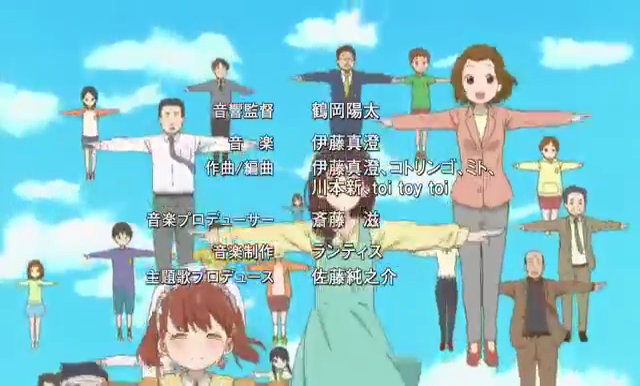 音響監督 鶴岡陽太
音 楽 伊藤真澄
作曲/編曲 伊藤真澄、コトリンゴ、ミト、
川本新、toi toy toi
音楽プロデューサー 斎藤 滋
音楽制作 ランティス
主題歌プロデュース 佐藤純之介